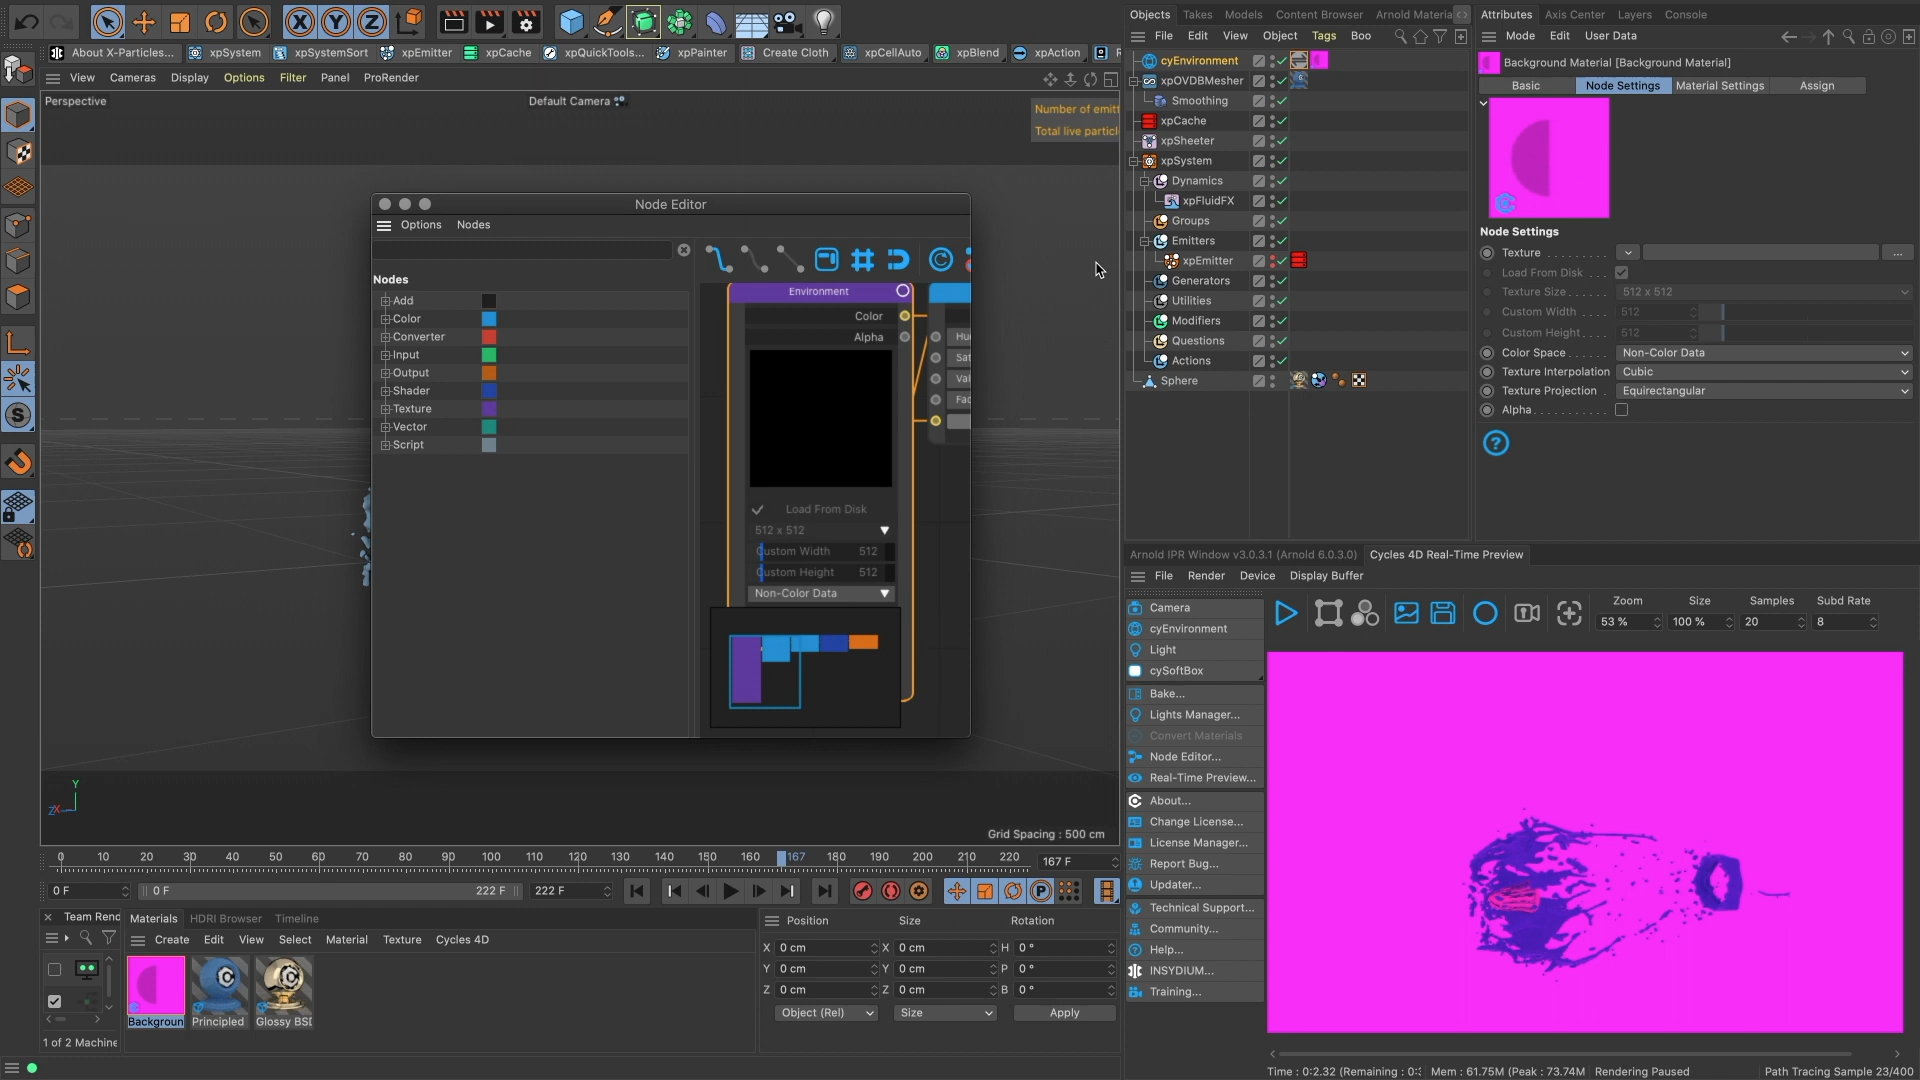 About X-Particles... xpSystem xpSystemSort xpEmitter xpCache xpQuickTools... xpPainter Create Cloth xpCellAuto xpBlend xpAction
View Cameras Display Options Filter Panel ProRender
Perspective
Default Camera
Number of emitt
Total live particl
Node Editor
Options Nodes
Nodes
Add
Color
Converter
Input
Output
Shader
Texture
Vector
Script
Environment
Color
Alpha
Hu
Sat
Val
Fac
Load From Disk
512 x 512
Custom Width 512
Custom Height 512
Non-Color Data
Y
Z X
Grid Spacing : 500 cm
0 10 20 30 40 50 60 70 80 90 100 110 120 130 140 150 160 167 180 190 200 210 220
167 F
0 F
0 F
222 F
222 F
Team Rend
Materials HDRI Browser Timeline
Create Edit View Select Material Texture Cycles 4D
Backgroun
Principled
Glossy BSI
1 of 2 Machine
Position Size Rotation
X 0 cm X 0 cm H 0 °
Y 0 cm Y 0 cm P 0 °
Z 0 cm Z 0 cm B 0 °
Object (Rel) Size Apply
Objects Takes Models Content Browser Arnold Materia
File Edit View Object Tags Boo
cyEnvironment
xpOVDBMesher
Smoothing
xpCache
xpSheeter
xpSystem
Dynamics
xpFluidFX
Groups
Emitters
xpEmitter
Generators
Utilities
Modifiers
Questions
Actions
Sphere
Attributes Axis Center Layers Console
Mode Edit User Data
Background Material [Background Material]
Basic Node Settings Material Settings Assign
Node Settings
Texture
Load From Disk
Texture Size 512 x 512
Custom Width 512
Custom Height 512
Color Space Non-Color Data
Texture Interpolation Cubic
Texture Projection Equirectangular
Alpha
Arnold IPR Window v3.0.3.1 (Arnold 6.0.3.0) Cycles 4D Real-Time Preview
File Render Device Display Buffer
Camera
cyEnvironment
Light
cySoftBox
Bake...
Lights Manager...
Convert Materials
Node Editor...
Real-Time Preview...
About...
Change License...
License Manager...
Report Bug...
Updater...
Technical Support...
Community...
Help...
INSYDIUM...
Training...
Zoom Size Samples Subd Rate
53 % 100 % 20 8
Time : 0:2.32 (Remaining : 0:3 Mem : 61.75M (Peak : 73.74M Rendering Paused Path Tracing Sample 23/400